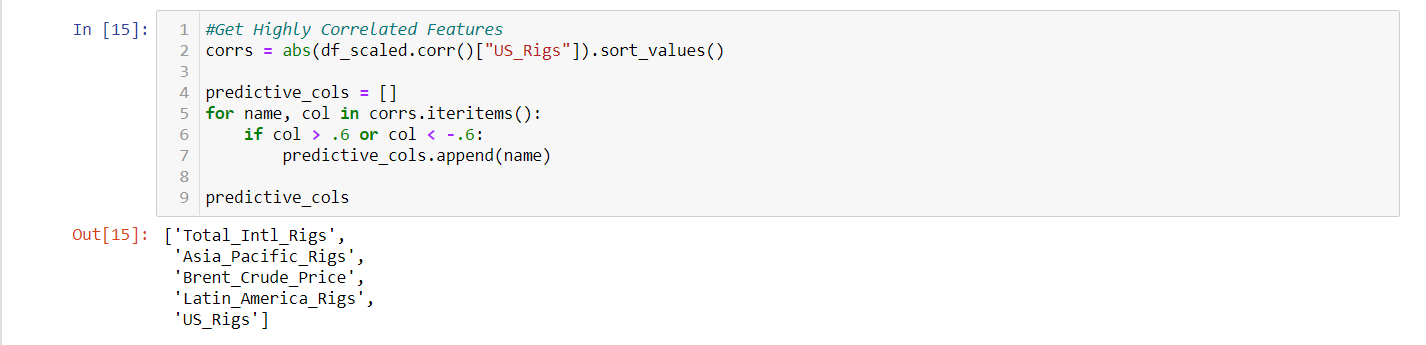 In [15]:
1 #Get Highly Correlated Features
2 corrs = abs(df_scaled.corr()["US_Rigs"]).sort_values()
3
4 predictive_cols = []
5 for name, col in corrs.iteritems():
6     if col > .6 or col < -.6:
7         predictive_cols.append(name)
8
9 predictive_cols
Out[15]: ['Total_Intl_Rigs',
 'Asia_Pacific_Rigs',
 'Brent_Crude_Price',
 'Latin_America_Rigs',
 'US_Rigs']